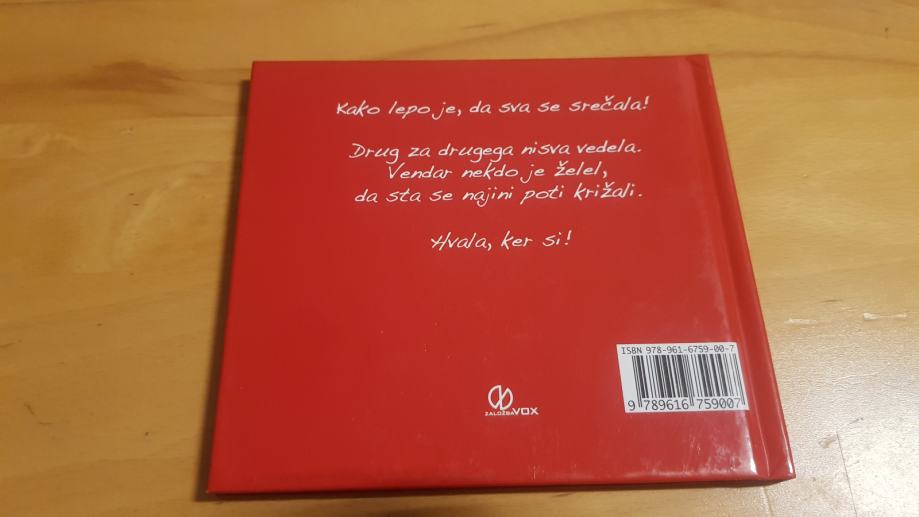 Kako lepo je, da sva se srečala!
Drug za drugega nisva vedela.
Vendar nekdo je želel,
da sta se najini poti križali.
Hvala, ker si!
ISBN 978-961-6759-00-7
9 789616 759007
ZALOŽBA VOX